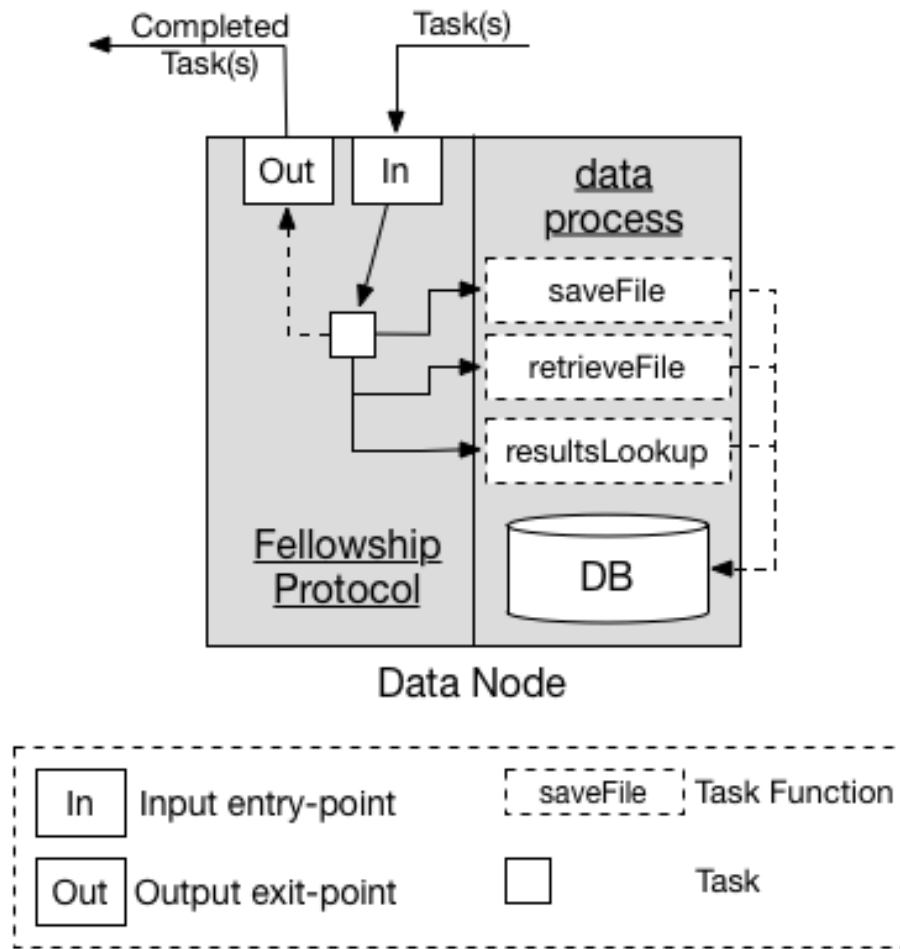 Completed
Task(s)
Task(s)
Out
In
data
process
saveFile
retrieveFile
resultsLookup
Fellowship
Protocol
DB
Data Node
In
Input entry-point
saveFile
Task Function
Out
Output exit-point
Task